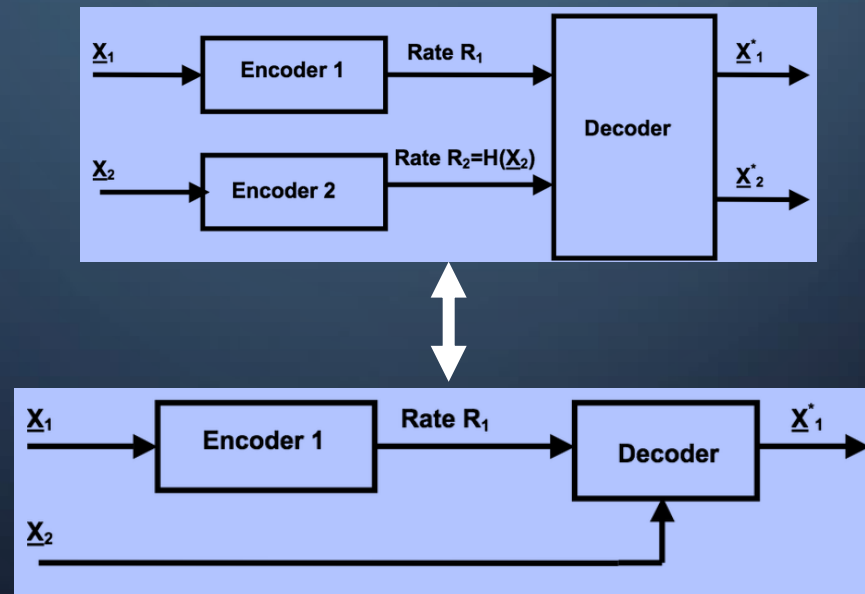 X₁
Encoder 1
Rate R₁
X*₁
Decoder
X₂
Encoder 2
Rate R₂=H(X₂)
X*₂
X₁
Encoder 1
Rate R₁
Decoder
X*₁
X₂